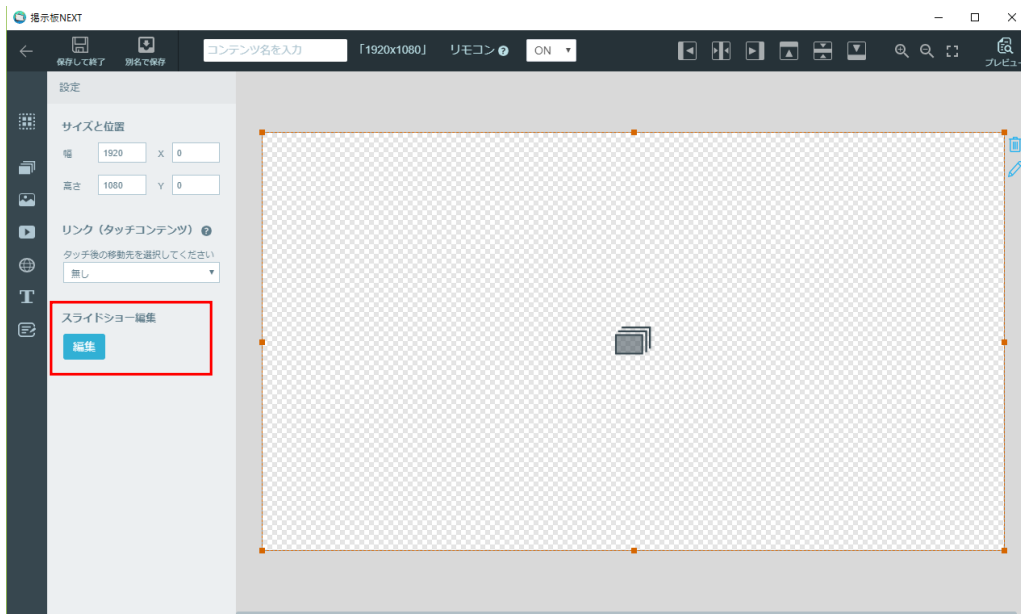 掲示板NEXT
保存して終了 別名で保存 コンテンツ名を入力 「1920x1080」 リモコン ? ON プレビュー
設定
サイズと位置
幅 1920 X 0
高さ 1080 Y 0
リンク（タッチコンテンツ） ?
タッチ後の移動先を選択してください
無し
スライドショー編集
編集
T